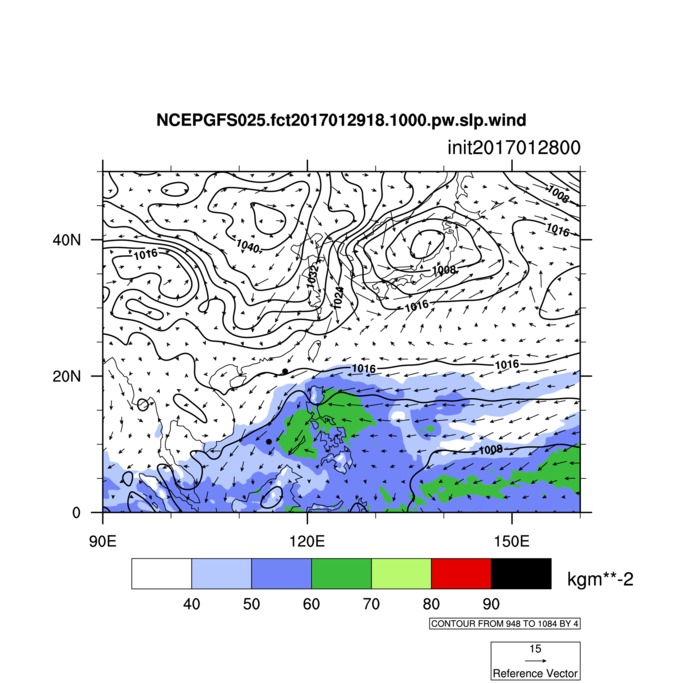 NCEPGFS025.fct2017012918.1000.pw.slp.wind
init2017012800
1008
1016
40N
1016
1040
1032
1024
1008
1016
20N
1016
1016
1008
0
90E 120E 150E
40 50 60 70 80 90
kgm**-2
CONTOUR FROM 948 TO 1084 BY 4
15
Reference Vector